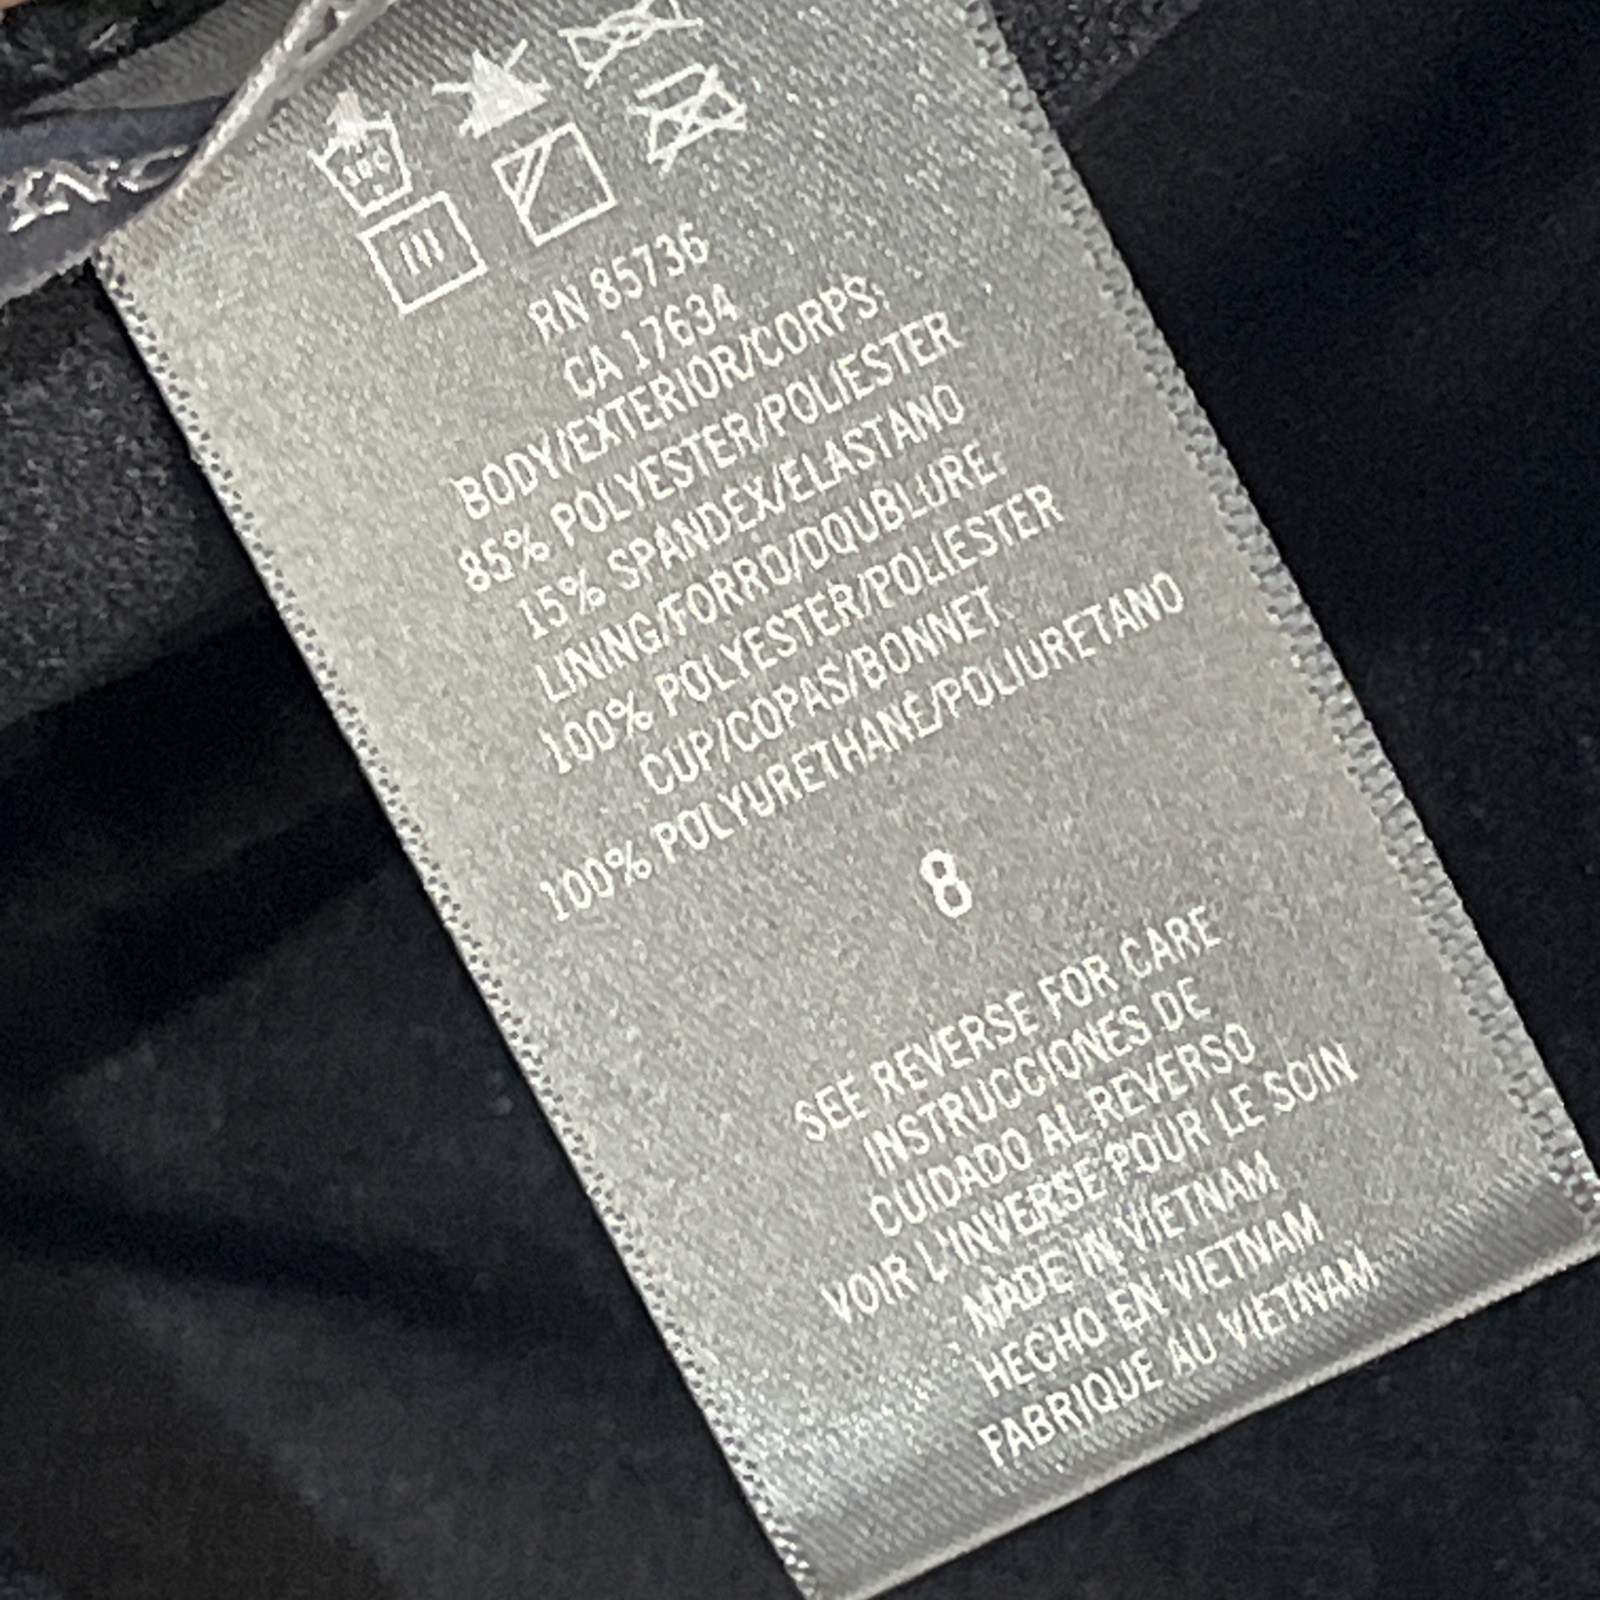 RN 85736
CA 17634
BODY/EXTERIOR/CORPS:
85% POLYESTER/POLIESTER
15% SPANDEX/ELASTANO
LINING/FORRO/DOUBLURE:
100% POLYESTER/POLIESTER
CUP/COPAS/BONNET:
100% POLYURETHANE/POLIURETANO
8
SEE REVERSE FOR CARE
INSTRUCCIONES DE
CUIDADO AL REVERSO
VOIR L'INVERSE POUR LE SOIN
MADE IN VIETNAM
HECHO EN VIETNAM
FABRIQUE AU VIETNAM